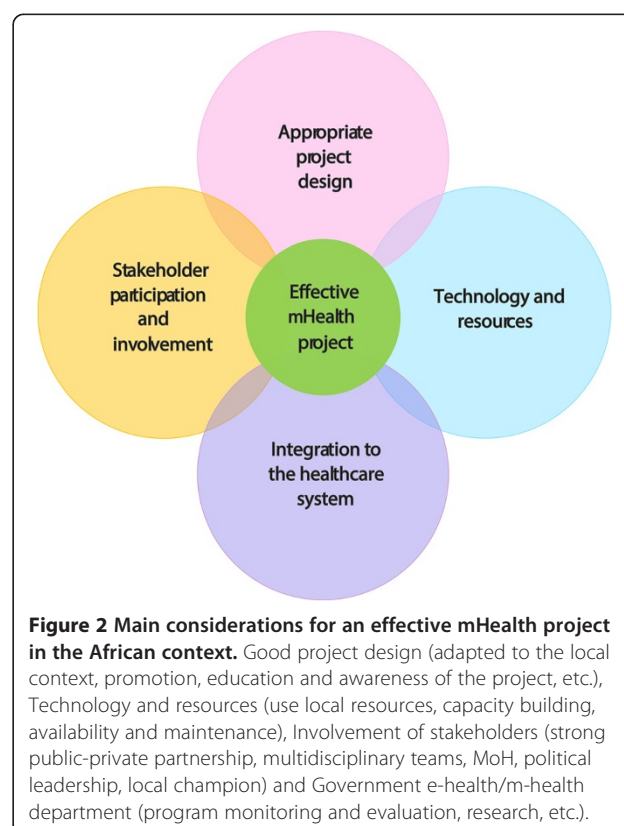 Appropriate
project
design
Stakeholder
participation
and
involvement
Effective
mHealth
project
Technology and
resources
Integration to
the healthcare
system
Figure 2 Main considerations for an effective mHealth project
in the African context. Good project design (adapted to the local
context, promotion, education and awareness of the project, etc.),
Technology and resources (use local resources, capacity building,
availability and maintenance), Involvement of stakeholders (strong
public-private partnership, multidisciplinary teams, MoH, political
leadership, local champion) and Government e-health/m-health
department (program monitoring and evaluation, research, etc.).